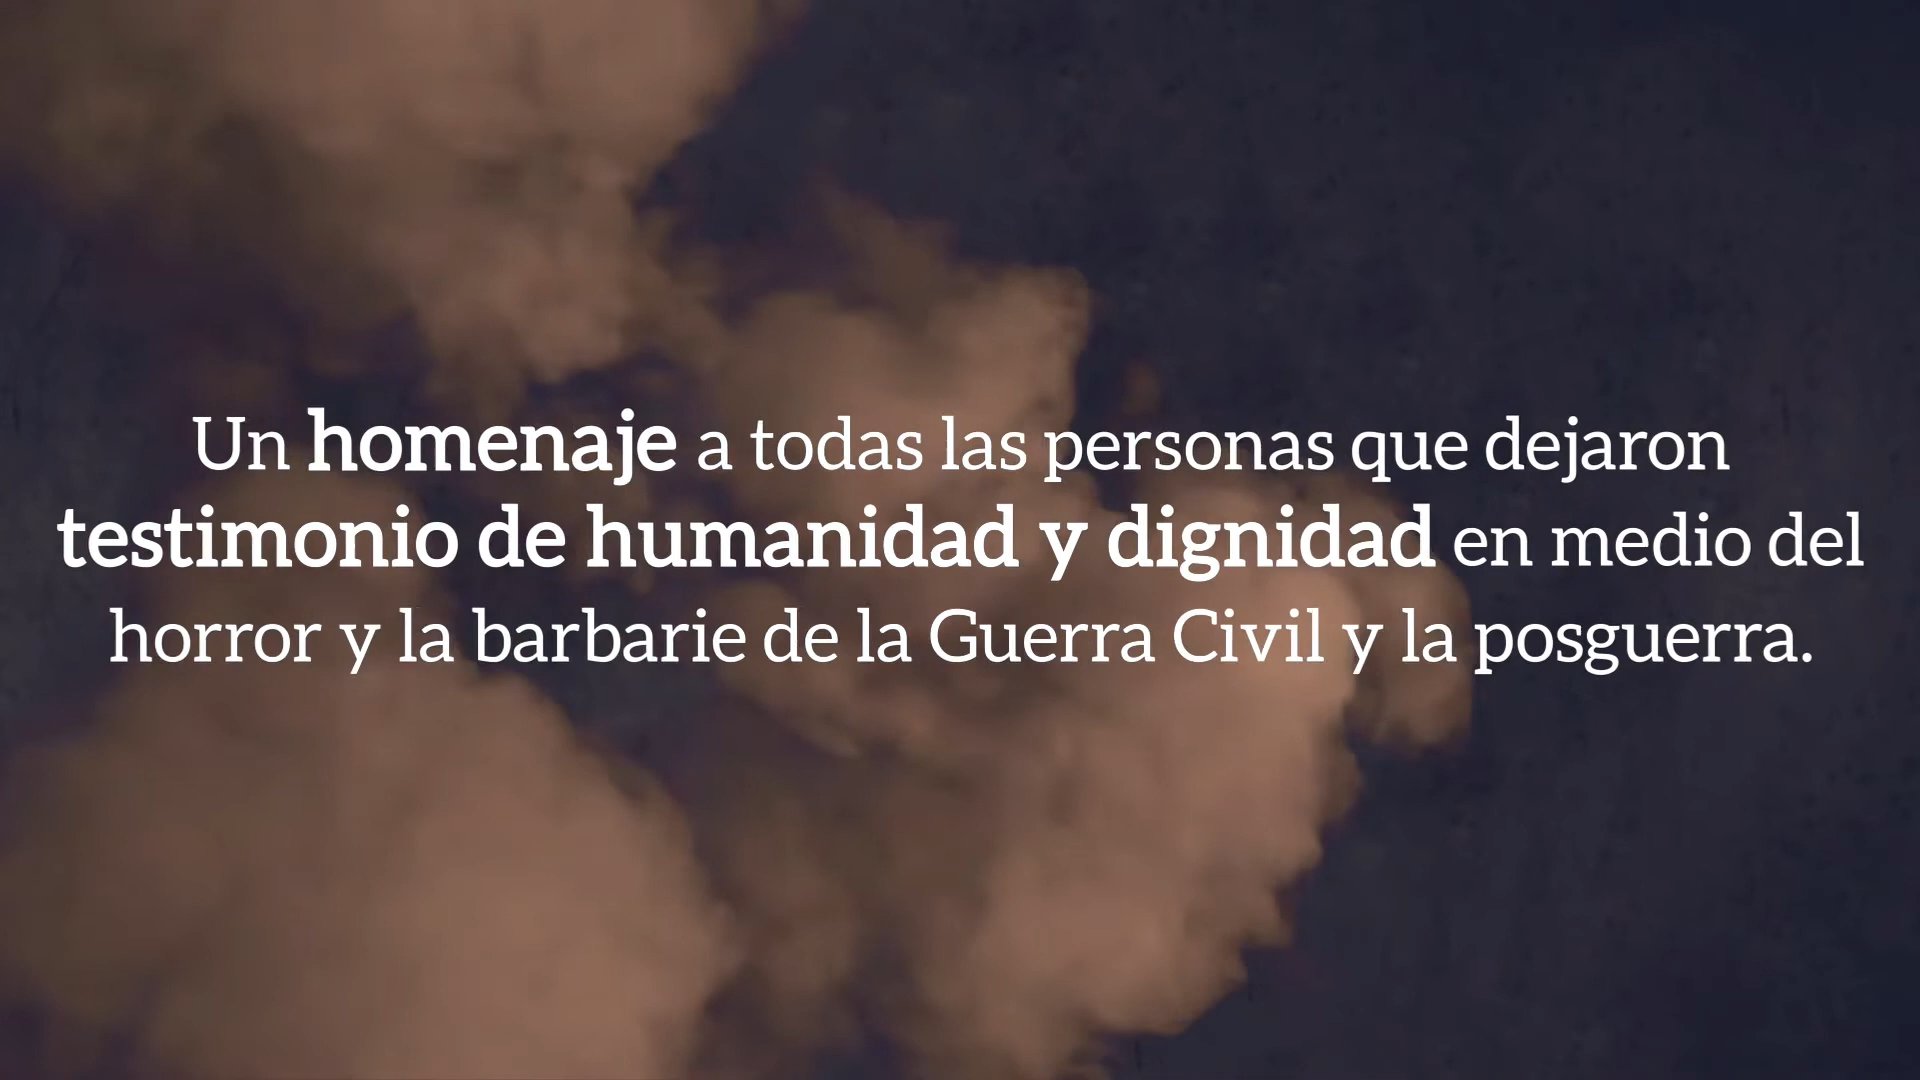 Un homenaje a todas las personas que dejaron
testimonio de humanidad y dignidad en medio del
horror y la barbarie de la Guerra Civil y la posguerra.